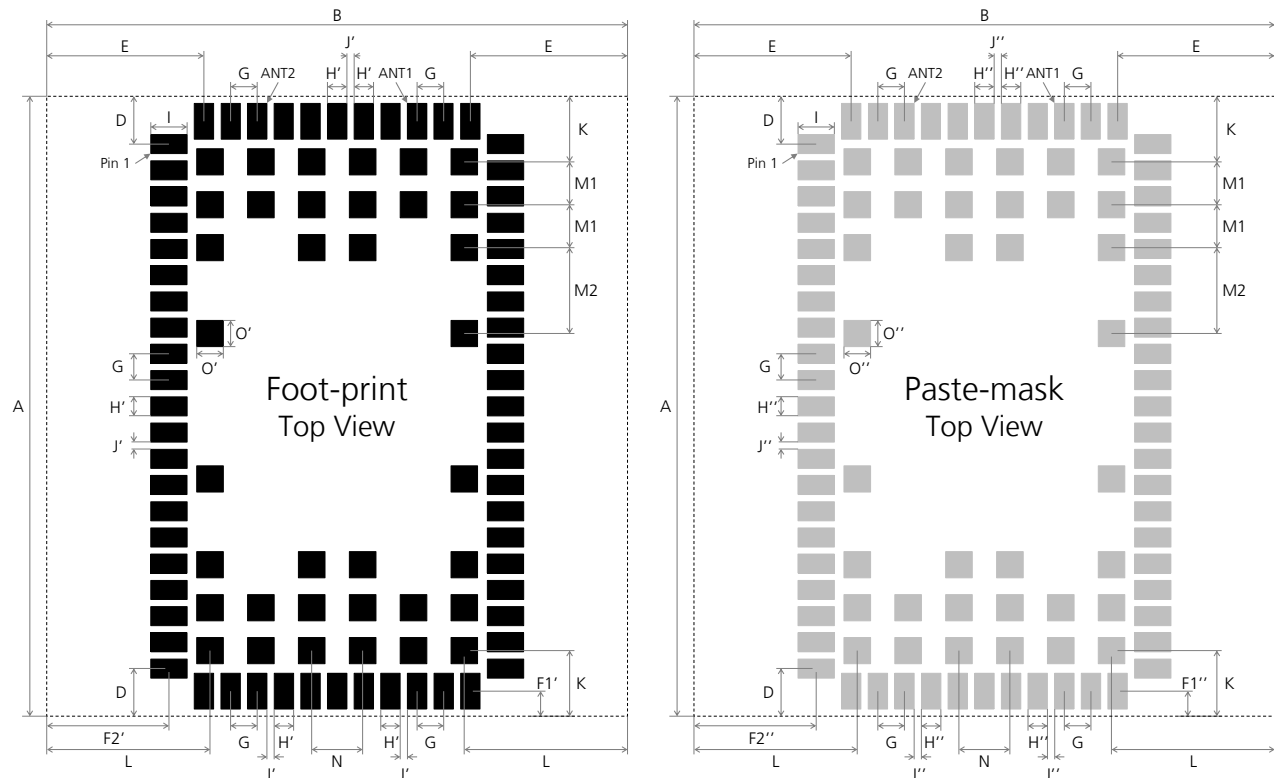 B B
E J’ E E J’’ E
G ANT2 H’ H’ ANT1 G G ANT2 H’’ H’’ ANT1 G
D I K D I K
Pin 1 Pin 1
M1 M1
M1 M1
M2 M2
O’ O’’
O’ O’’
G G
Foot-print Paste-mask
A H’ A H’’
Top View Top View
J’ J’’
D F1’ K D F1’’ K
F2’ G H’ H’ G F2’’ G H’’ H’’ G
L N L L N L
J’ J’ J’’ J’’